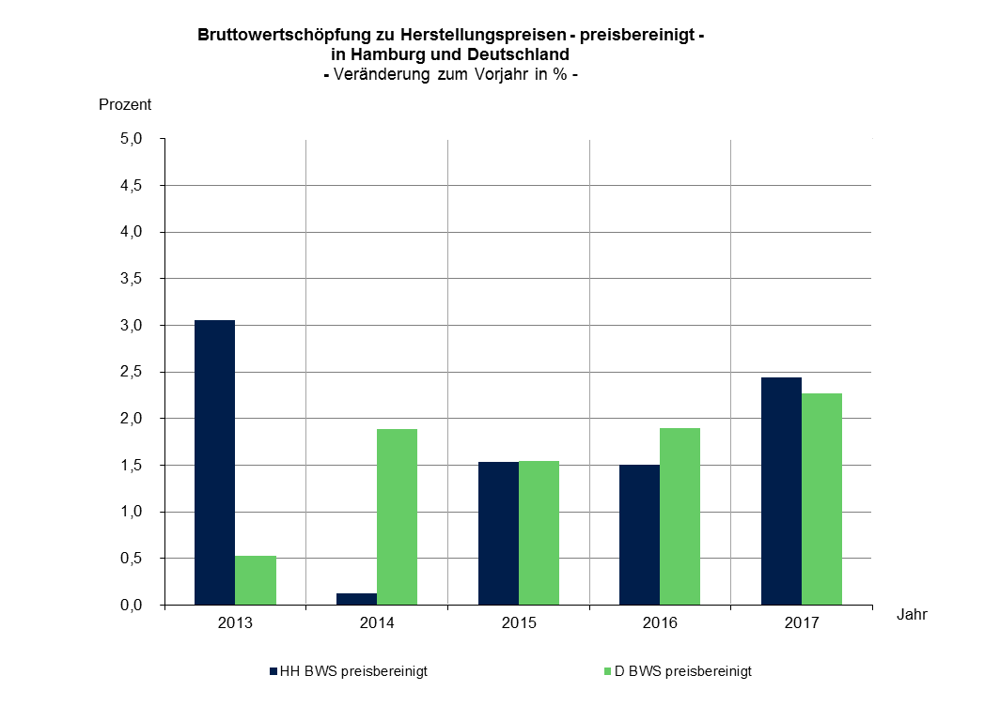 Bruttowertschöpfung zu Herstellungspreisen - preisbereinigt -
in Hamburg und Deutschland
- Veränderung zum Vorjahr in % -
Prozent
5,0
4,5
4,0
3,5
3,0
2,5
2,0
1,5
1,0
0,5
0,0
2013 2014 2015 2016 2017
Jahr
HH BWS preisbereinigt D BWS preisbereinigt